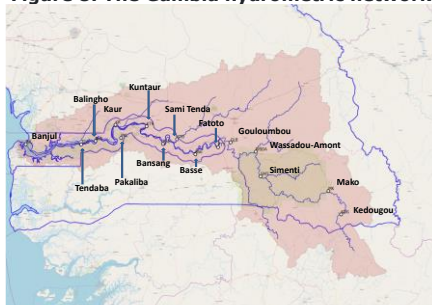 Figure 3: The Gambia hydrometric network
Kuntaur
Balingho
Kaur
Sami Tenda
Fatoto
Gouloumbou
Banjul
Wassadou-Amont
Bansang
Simenti
Basse
Mako
Tendaba
Pakaliba
Kedougou